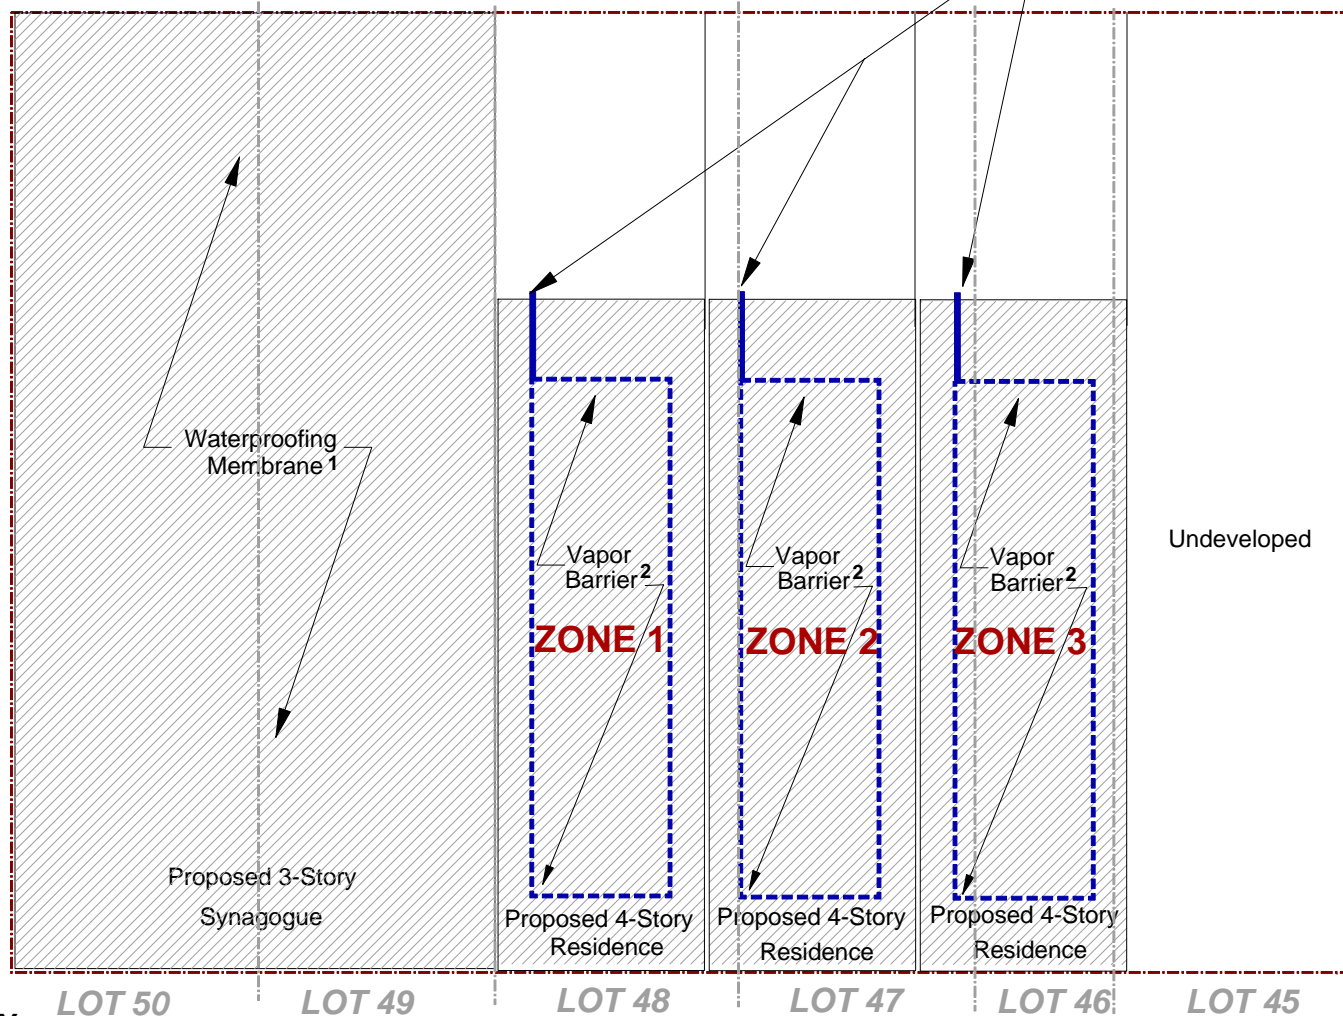 Waterproofing
Membrane 1
Vapor
Barrier 2
Vapor
Barrier 2
Vapor
Barrier 2
Undeveloped
ZONE 1
ZONE 2
ZONE 3
Proposed 3-Story
Synagogue
Proposed 4-Story
Residence
Proposed 4-Story
Residence
Proposed 4-Story
Residence
LOT 50
LOT 49
LOT 48
LOT 47
LOT 46
LOT 45